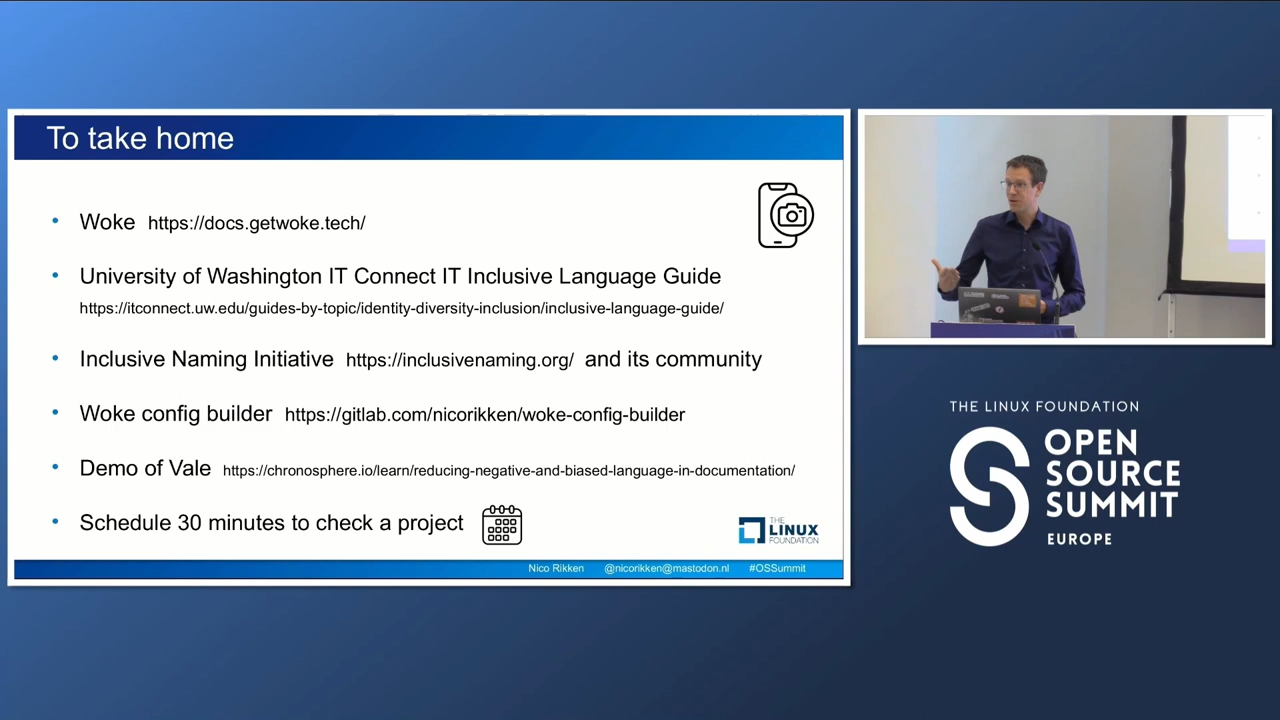 To take home
Woke https://docs.getwoke.tech/
University of Washington IT Connect IT Inclusive Language Guide
https://itconnect.uw.edu/guides-by-topic/identity-diversity-inclusion/inclusive-language-guide/
Inclusive Naming Initiative https://inclusivenaming.org/ and its community
Woke config builder https://gitlab.com/nicorikken/woke-config-builder
Demo of Vale https://chronosphere.io/learn/reducing-negative-and-biased-language-in-documentation/
Schedule 30 minutes to check a project
THE
LINUX
FOUNDATION
Nico Rikken @nicorikken@mastodon.nl #OSSummit
THE LINUX FOUNDATION
OPEN
SOURCE
SUMMIT
EUROPE